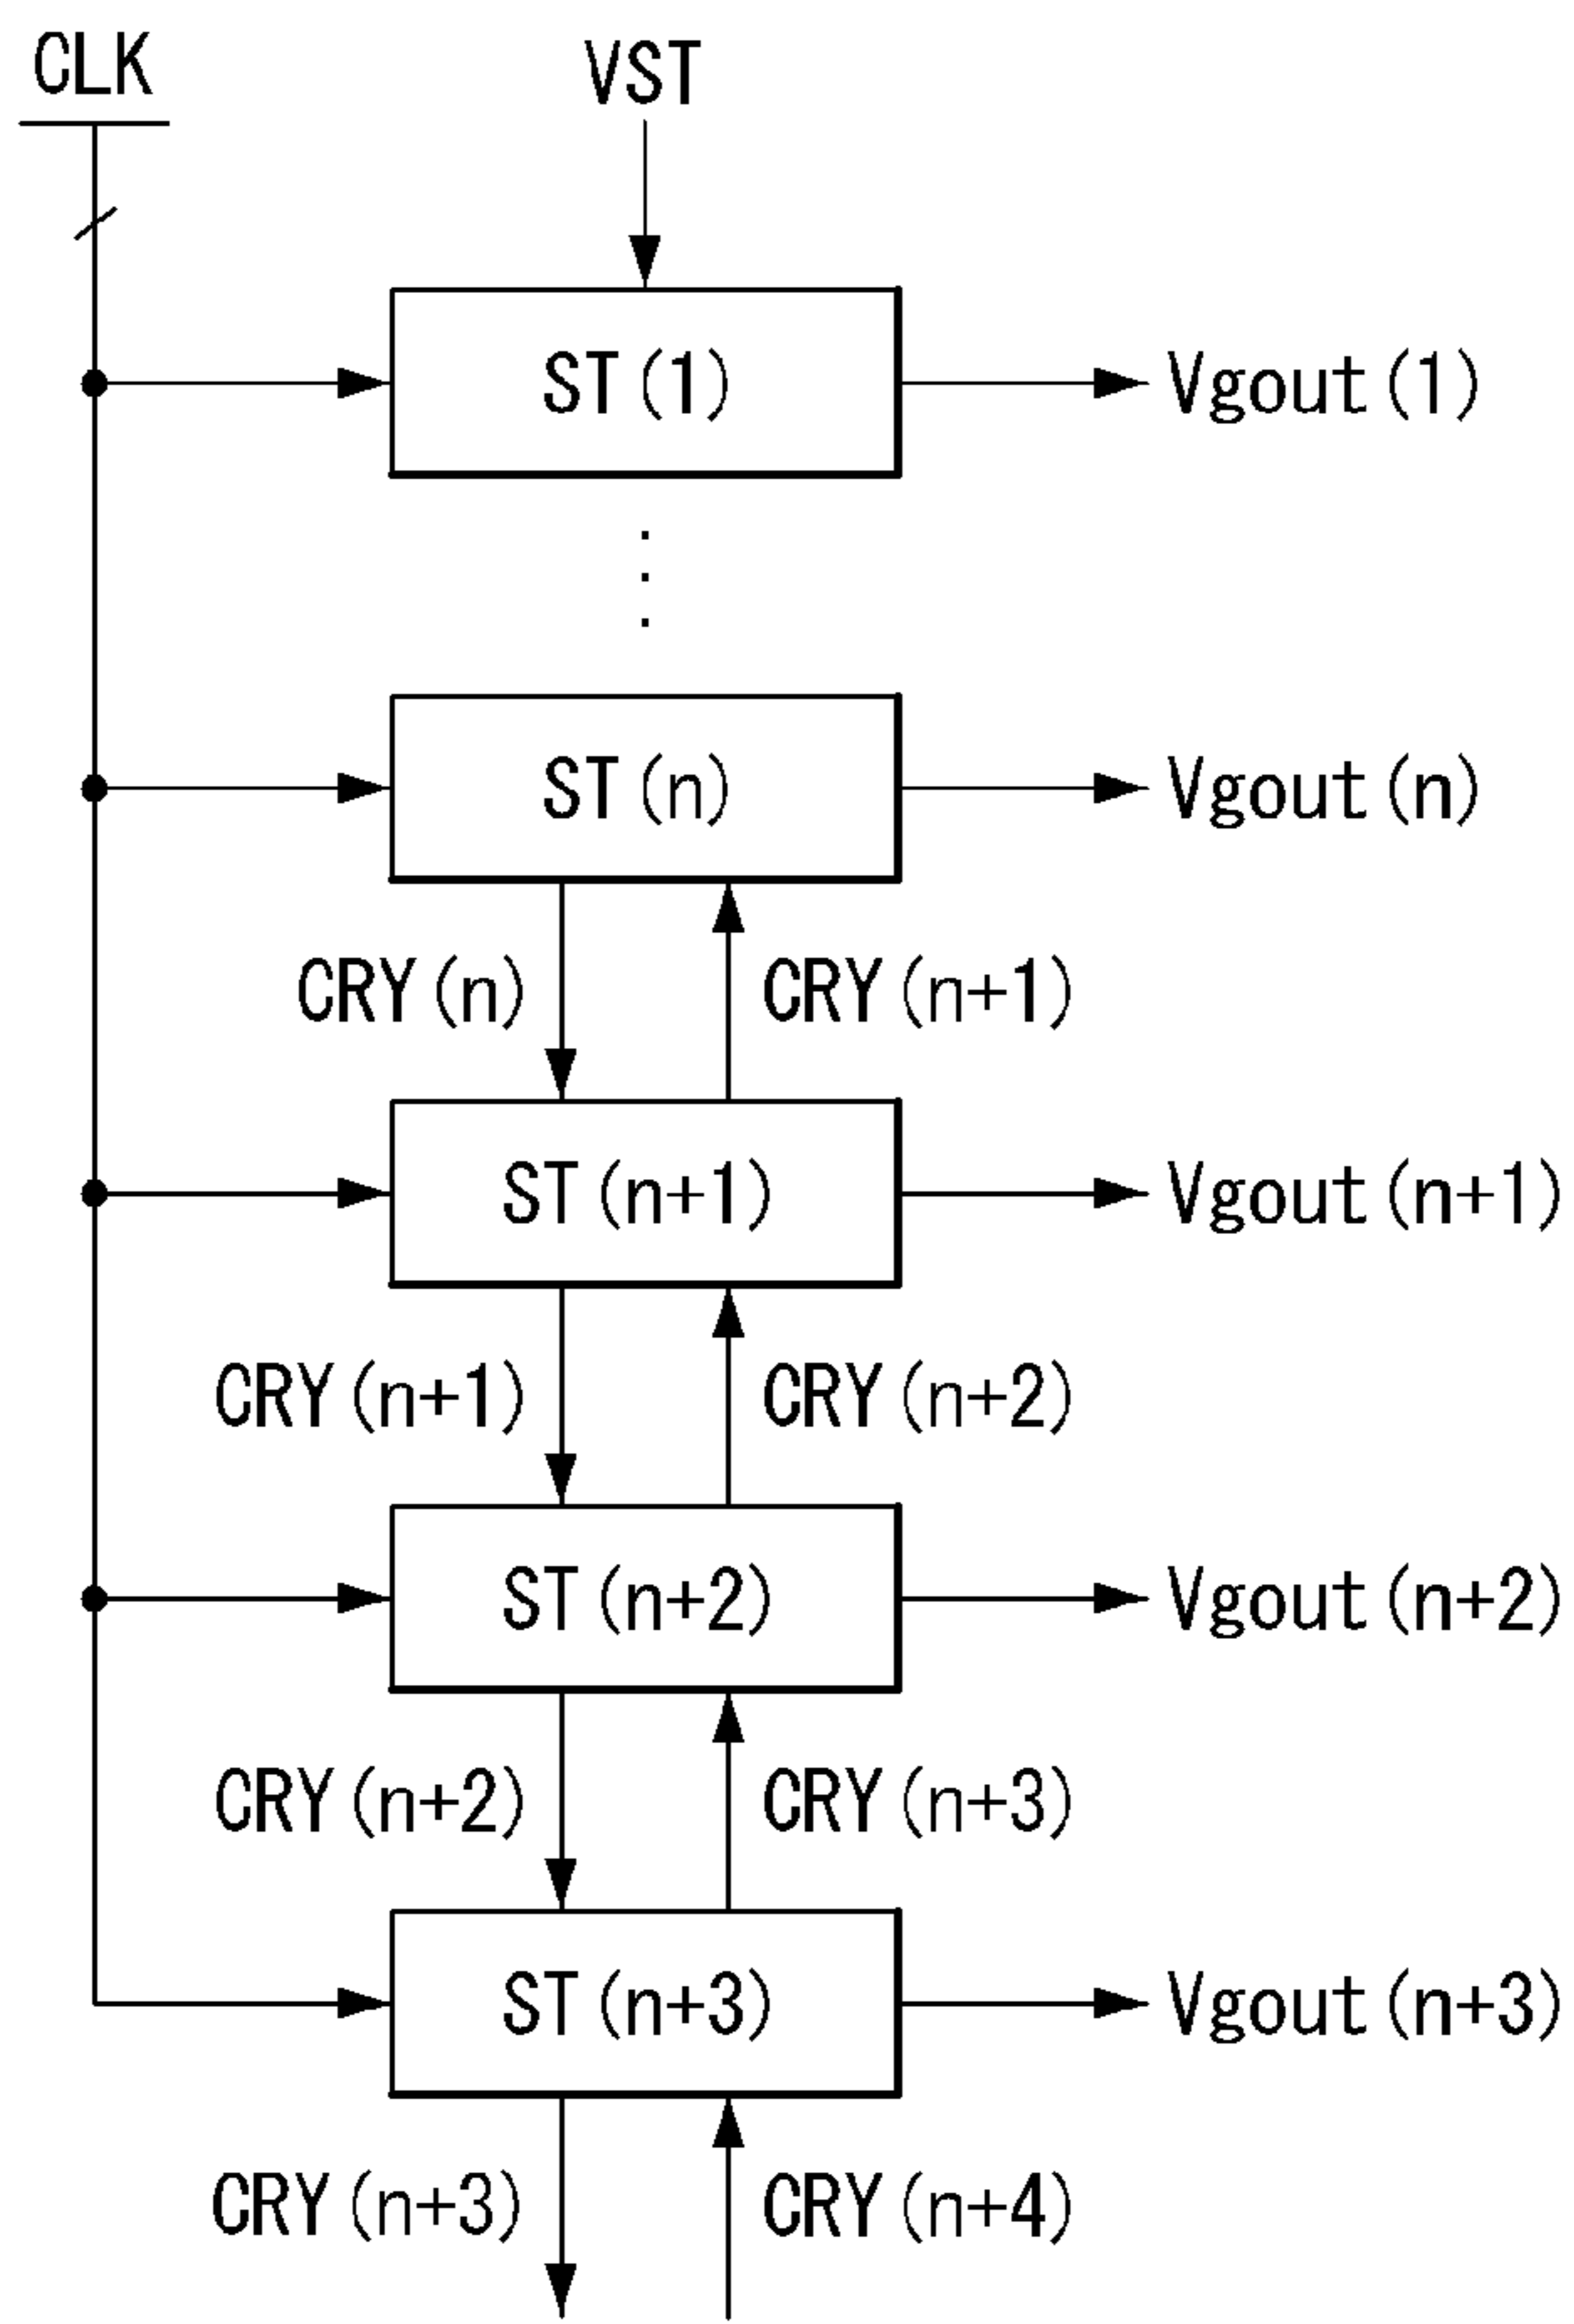 CLK
VST
ST(1)
Vgout(1)
ST(n)
Vgout(n)
CRY(n)
CRY(n+1)
ST(n+1)
Vgout(n+1)
CRY(n+1)
CRY(n+2)
ST(n+2)
Vgout(n+2)
CRY(n+2)
CRY(n+3)
ST(n+3)
Vgout(n+3)
CRY(n+3)
CRY(n+4)